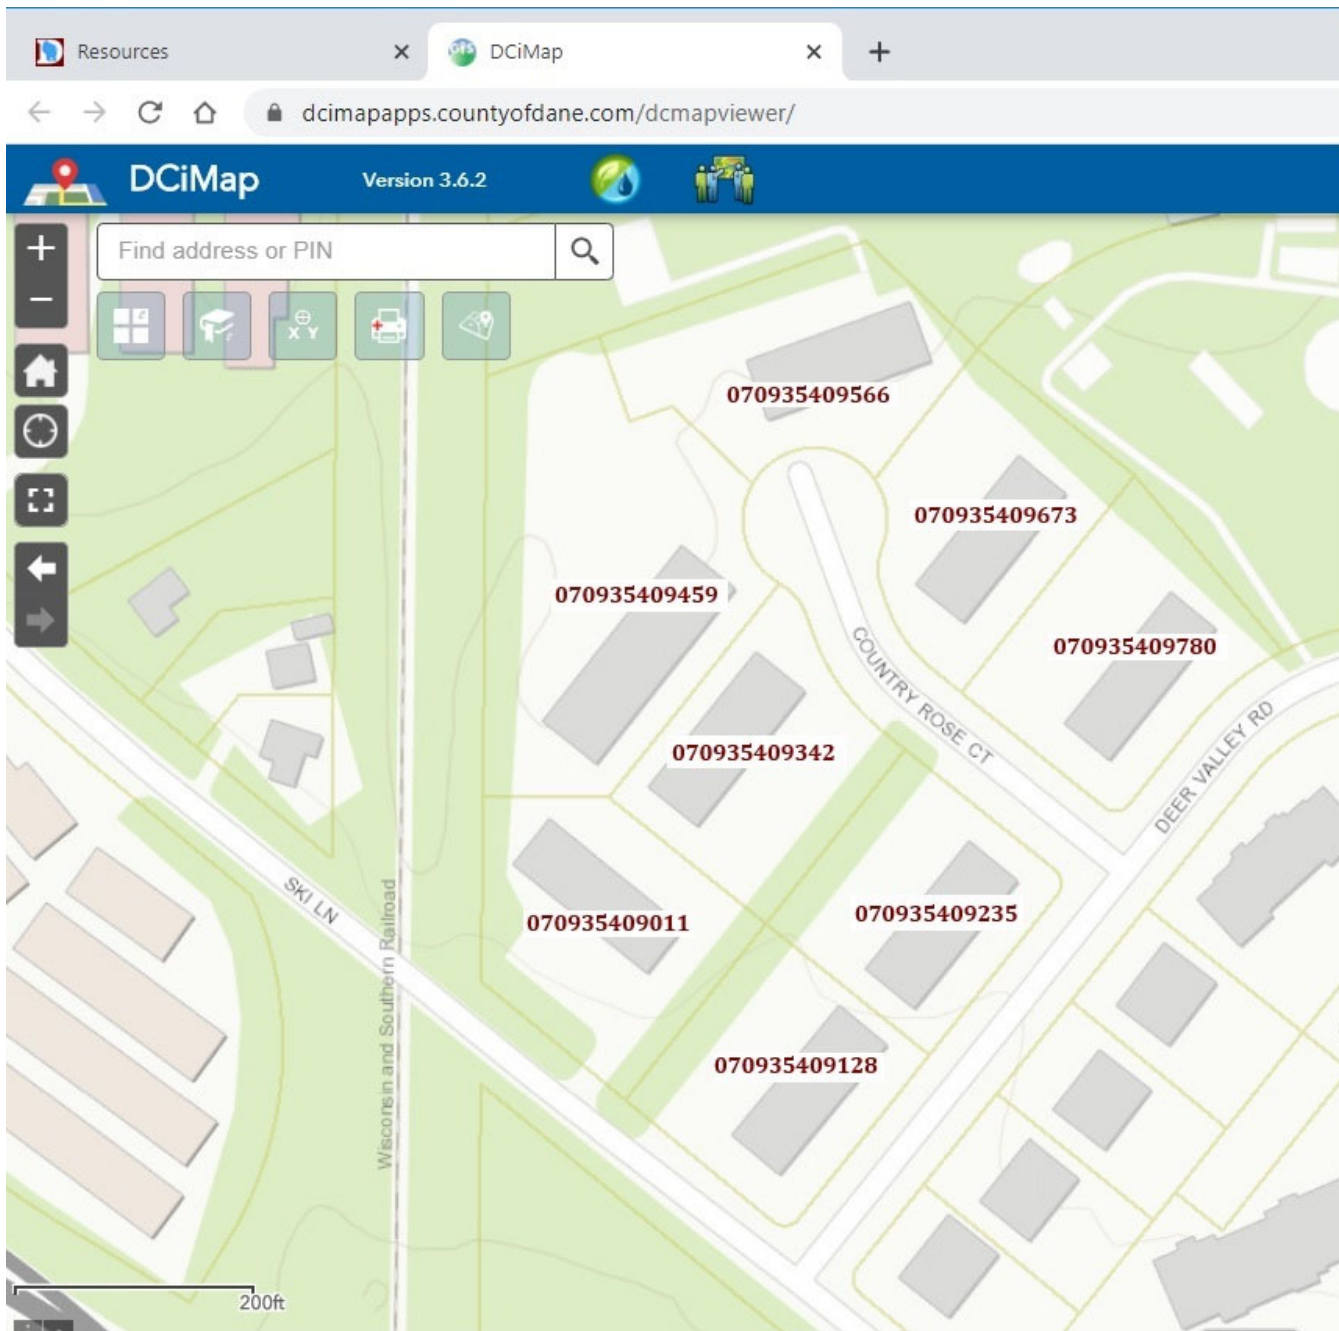 Resources
DCiMap
dcimapapps.countyofdane.com/dcmapviewer/
DCiMap
Version 3.6.2
Find address or PIN
X Y
070935409566
070935409673
070935409459
070935409780
COUNTRY ROSE CT
070935409342
DEER VALLEY RD
SKI LN
070935409011
070935409235
Wisconsin and Southern Railroad
070935409128
200ft